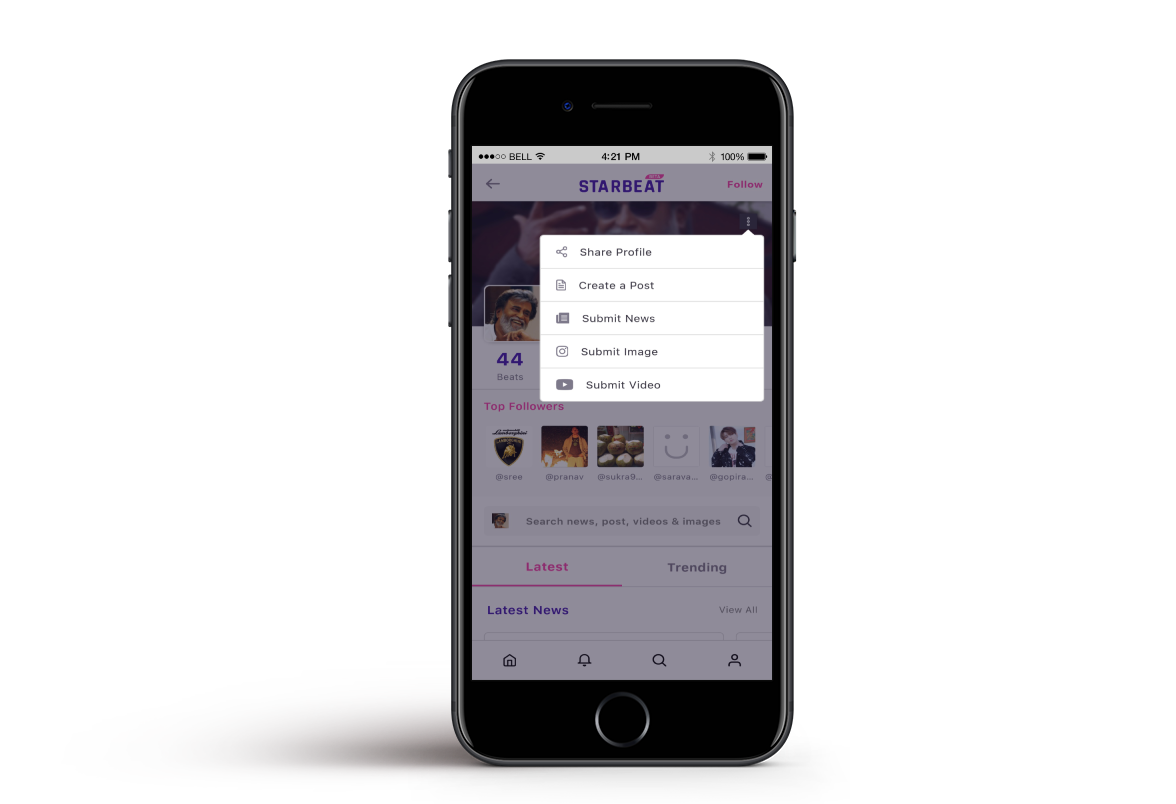 BELL
4:21 PM
100%
STARBEAT
Follow
Share Profile
Create a Post
Submit News
Submit Image
Submit Video
44
Beats
Top Followers
@sree
@pranav
@sukra9...
@sarava...
@gopira...
Search news, post, videos & images
Latest
Trending
Latest News
View All